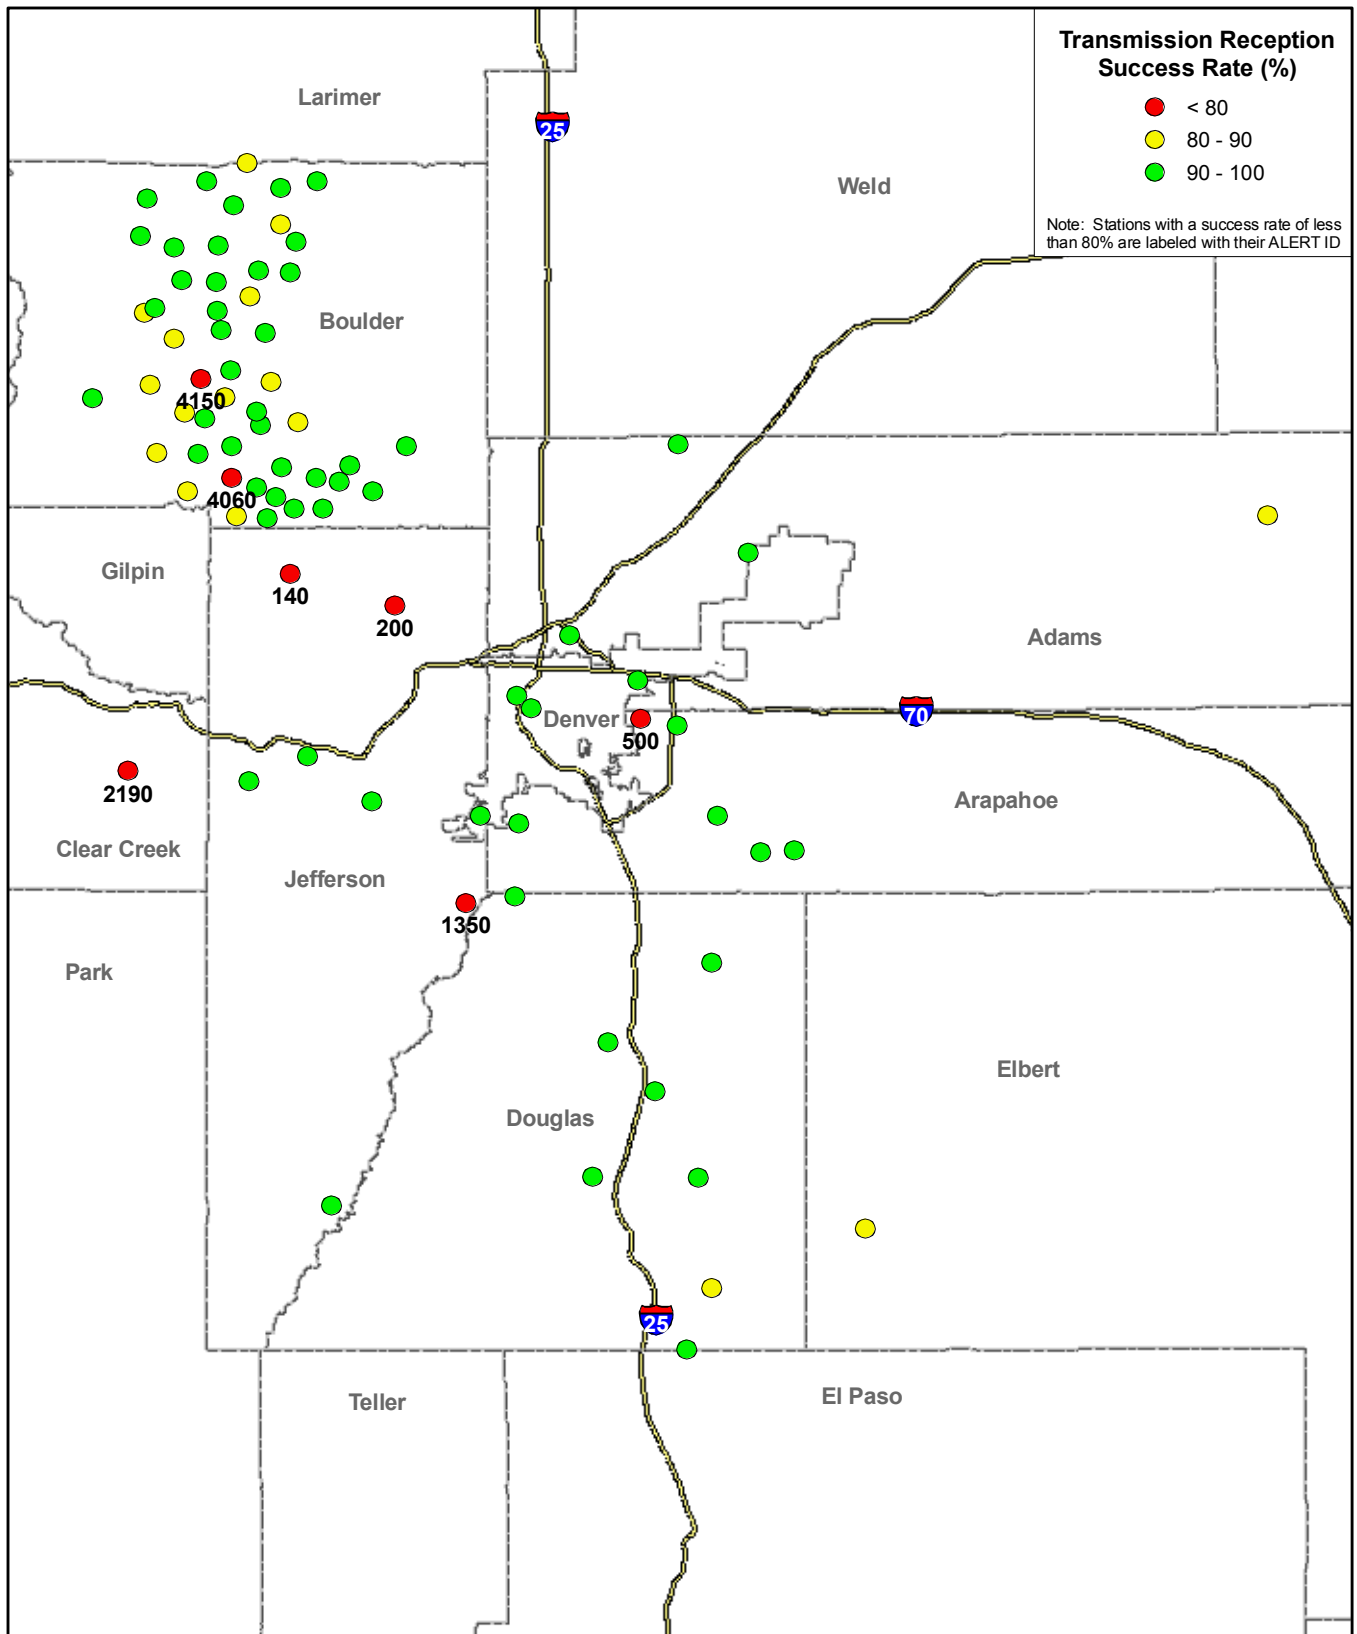 Transmission Reception
Success Rate (%)
< 80
80 - 90
90 - 100
Note: Stations with a success rate of less
than 80% are labeled with their ALERT ID
Larimer
25
Weld
Boulder
4150
4060
Gilpin
140
200
Adams
Denver
500
70
2190
Arapahoe
Clear Creek
Jefferson
1350
Park
Elbert
Douglas
25
Teller
El Paso